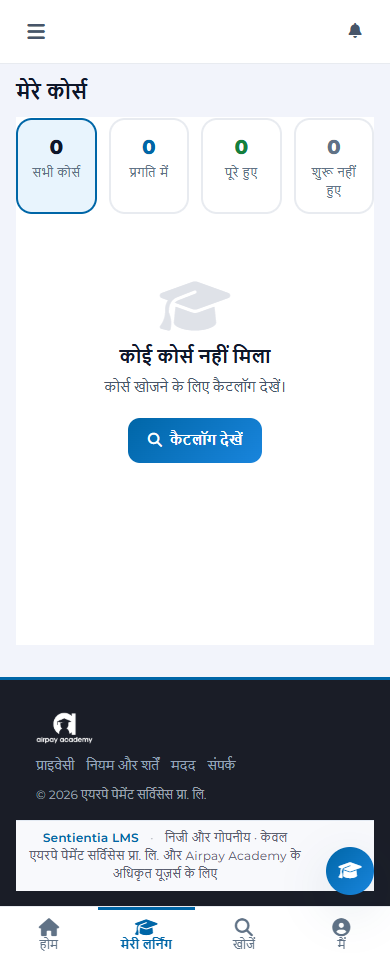 मेरे कोर्स
0
सभी कोर्स
0
प्रगति में
0
पूरे हुए
0
शुरू नहीं
हुए
कोई कोर्स नहीं मिला
कोर्स खोजने के लिए कैटलॉग देखें।
कैटलॉग देखें
airpay academy
प्राइवेसी नियम और शर्तें मदद संपर्क
© 2026 एयरपे पेमेंट सर्विसेस प्रा. लि.
Sentientia LMS · निजी और गोपनीय · केवल
एयरपे पेमेंट सर्विसेस प्रा. लि. और Airpay Academy के
अधिकृत यूज़र्स के लिए
होम
मेरी लर्निंग
खोजें
मैं